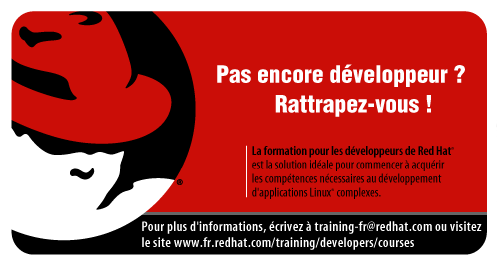 Pas encore développeur ?
Rattrapez-vous !
La formation pour les développeurs de Red Hat®
est la solution idéale pour commencer à acquérir
les compétences nécessaires au développement
d'applications Linux® complexes.
®
Pour plus d'informations, écrivez à training-fr@redhat.com ou visitez
le site www.fr.redhat.com/training/developers/courses